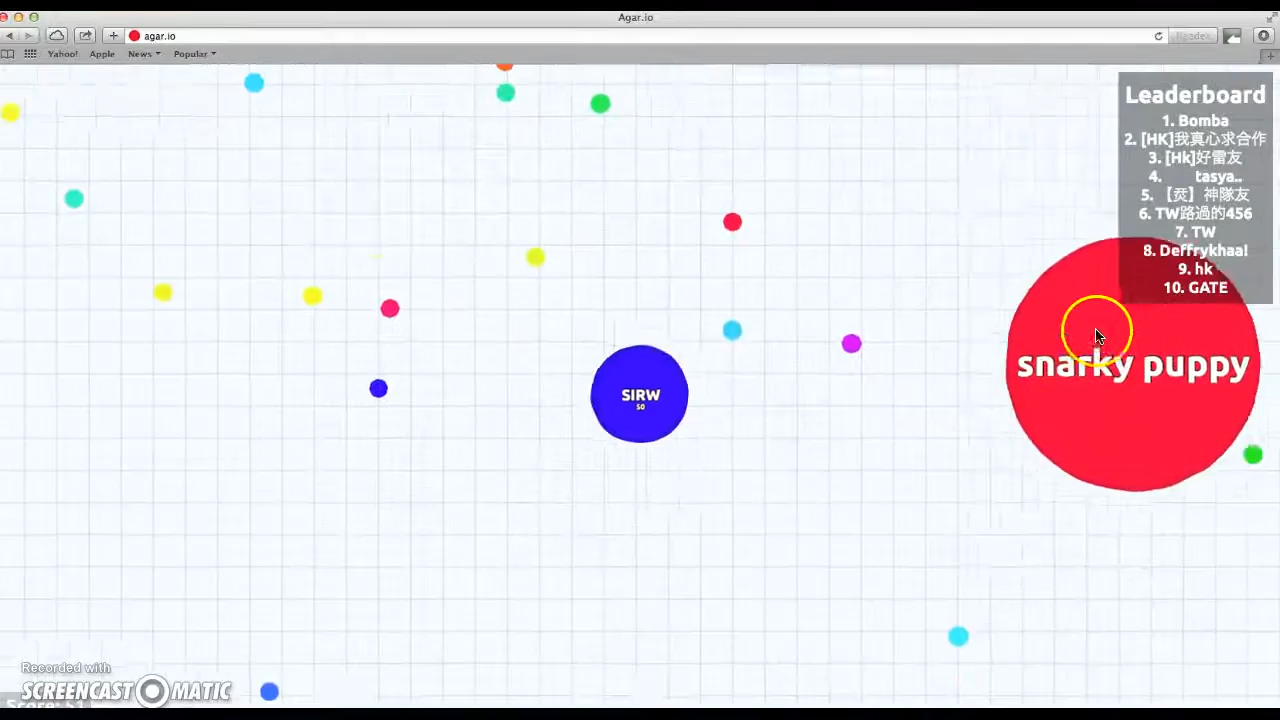 Agar.io
agar.io
Yahoo! Apple News Popular
Leaderboard
1. Bomba
2. [HK]我真心求合作
3. [Hk]好雷友
4. tasya..
5. 【烎】神隊友
6. TW路過的456
7. TW
8. Deffrykhaa!
9. hk
10. GATE
snarky puppy
SIRW
50
Recorded with
SCREENCAST MATIC